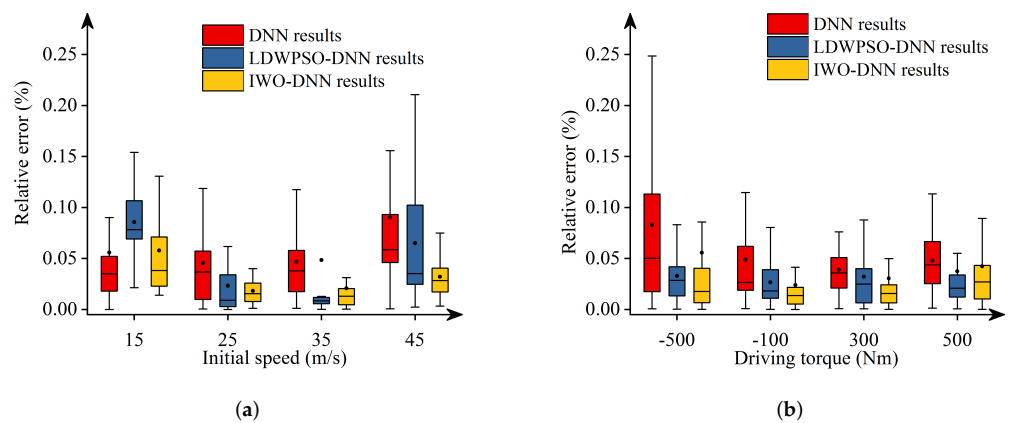 DNN results
LDWPSO-DNN results
IWO-DNN results
Relative error (%)
0.25
0.20
0.15
0.10
0.05
0.00
15 25 35 45
Initial speed (m/s)
(a)
DNN results
LDWPSO-DNN results
IWO-DNN results
Relative error (%)
0.25
0.20
0.15
0.10
0.05
0.00
-500 -100 300 500
Driving torque (Nm)
(b)